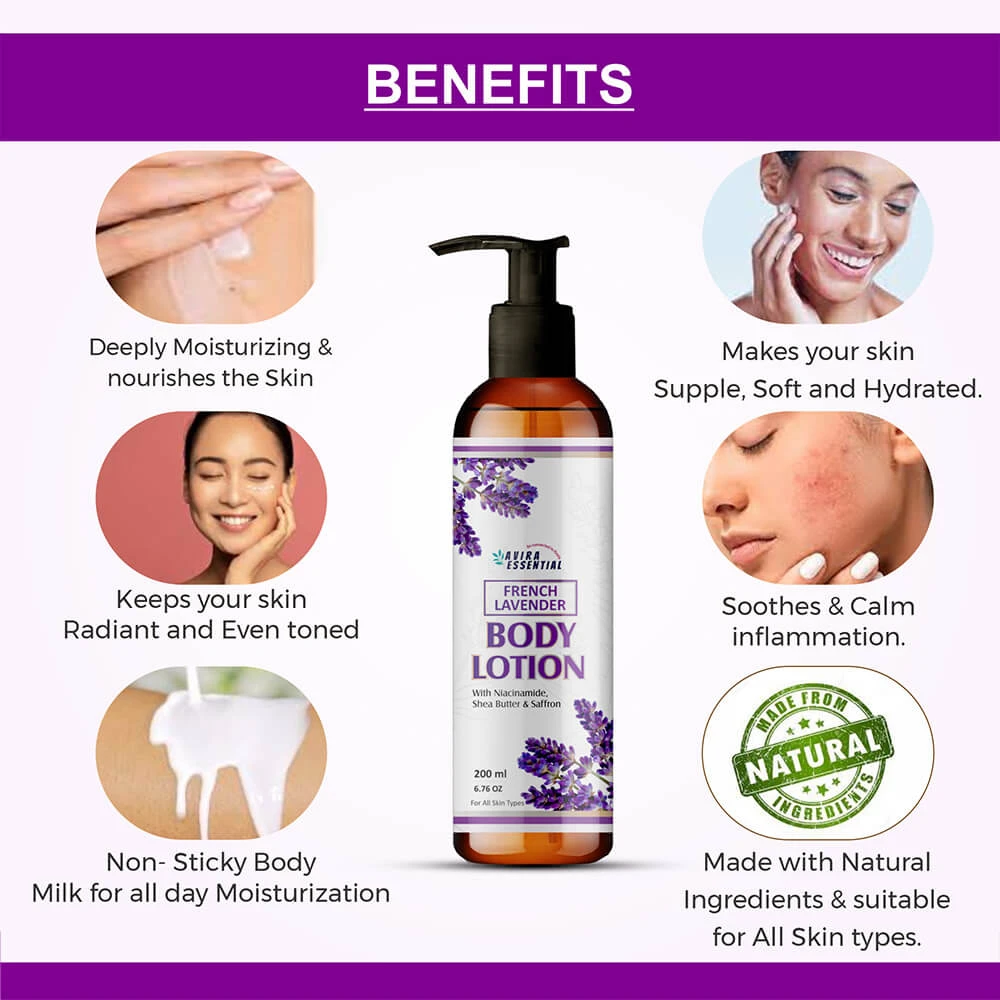 BENEFITS
Deeply Moisturizing &
nourishes the Skin
Makes your skin
Supple, Soft and Hydrated.
Keeps your skin
Radiant and Even toned
Soothes & Calm
inflammation.
Non- Sticky Body
Milk for all day Moisturization
MADE FROM
NATURAL
INGREDIENTS
Made with Natural
Ingredients & suitable
for All Skin types.
AVIRA
ESSENTIAL
FRENCH
LAVENDER
BODY
LOTION
With Niacinamide,
Shea Butter & Saffron
200 ml
6.76 OZ
For All Skin Types